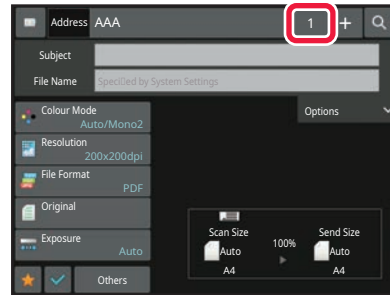 Address AAA 1 +
Subject
File Name Specified by System Settings
Options
Colour Mode
Auto/Mono2
Resolution
200x200dpi
File Format
PDF
Original
Exposure
Auto
Scan Size 100% Send Size
Auto Auto
A4 A4
Others